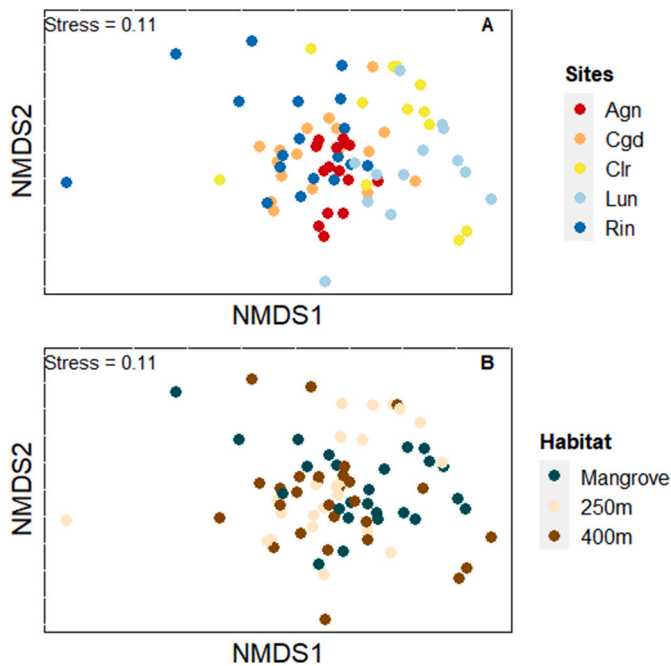 Stress = 0.11
A
NMDS2
NMDS1
Sites
Agn
Cgd
Clr
Lun
Rin
Stress = 0.11
B
NMDS2
NMDS1
Habitat
Mangrove
250m
400m